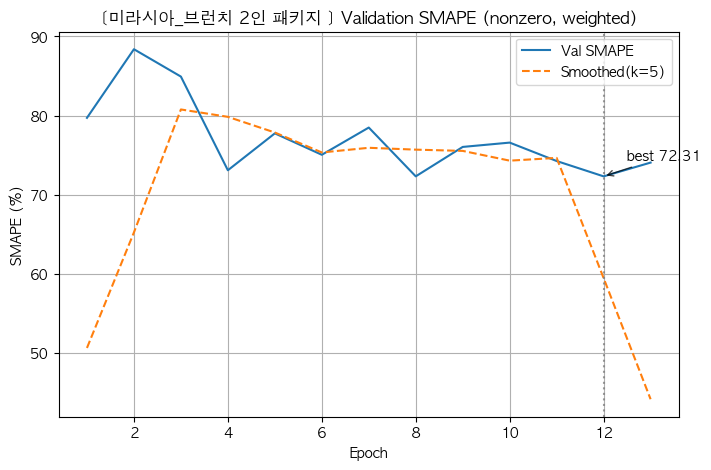 [미라시아_브런치 2인 패키지 ] Validation SMAPE (nonzero, weighted)
90
80
70
60
50
SMAPE (%)
Val SMAPE
Smoothed(k=5)
best 72.31
2
4
6
8
10
12
Epoch